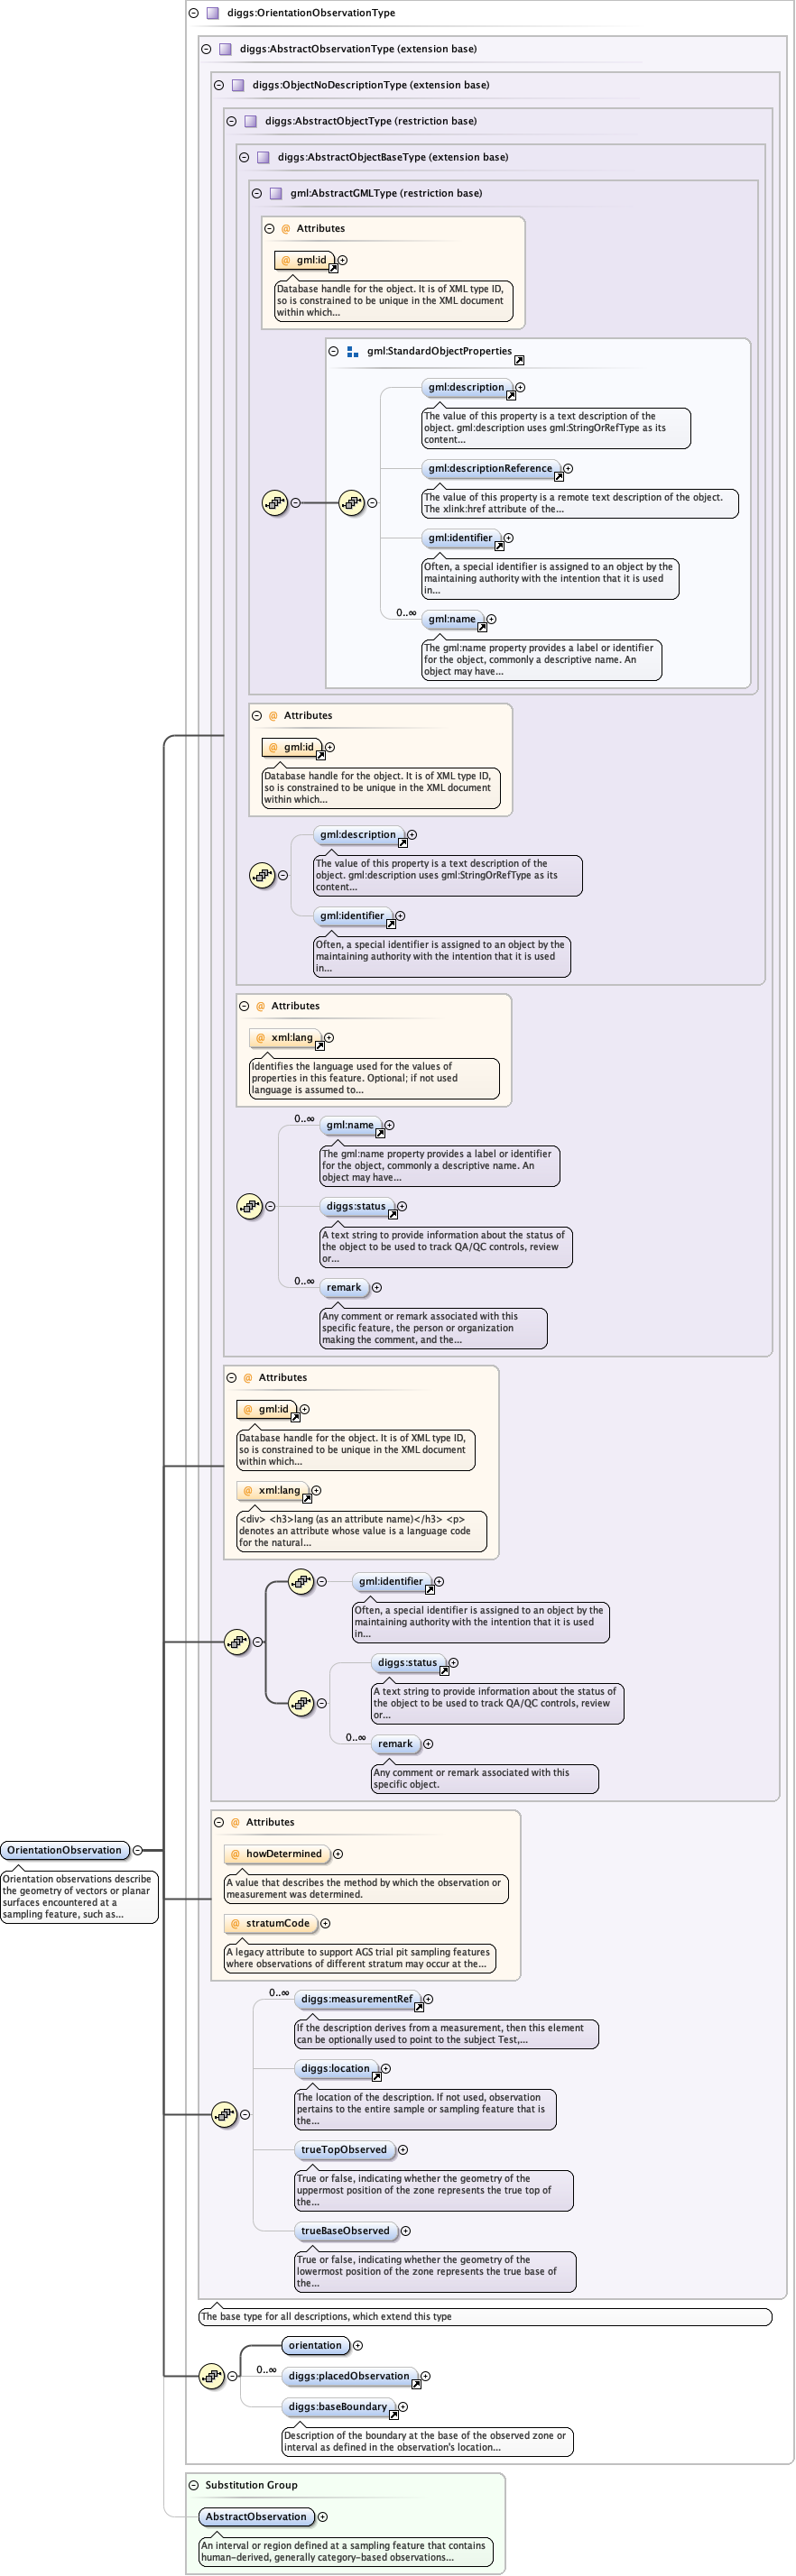 diggs:OrientationObservationType
diggs:AbstractObservationType (extension base)
diggs:ObjectNoDescriptionType (extension base)
diggs:AbstractObjectType (restriction base)
diggs:AbstractObjectBaseType (extension base)
gml:AbstractGMLType (restriction base)
@ Attributes
@ gml:id
Database handle for the object. It is of XML type ID,
so is constrained to be unique in the XML document
within which...
gml:StandardObjectProperties
gml:description
The value of this property is a text description of the
object. gml:description uses gml:StringOrRefType as its
content...
gml:descriptionReference
The value of this property is a remote text description of the object.
The xlink:href attribute of the...
gml:identifier
Often, a special identifier is assigned to an object by the
maintaining authority with the intention that it is used
in...
0..∞
gml:name
The gml:name property provides a label or identifier
for the object, commonly a descriptive name. An
object may have...
@ Attributes
@ gml:id
Database handle for the object. It is of XML type ID,
so is constrained to be unique in the XML document
within which...
gml:description
The value of this property is a text description of the
object. gml:description uses gml:StringOrRefType as its
content...
gml:identifier
Often, a special identifier is assigned to an object by the
maintaining authority with the intention that it is used
in...
@ Attributes
@ xml:lang
Identifies the language used for the values of
properties in this feature. Optional; if not used
language is assumed to...
0..∞
gml:name
The gml:name property provides a label or identifier
for the object, commonly a descriptive name. An
object may have...
diggs:status
A text string to provide information about the status of
the object to be used to track QA/QC controls, review
or...
0..∞
remark
Any comment or remark associated with this
specific feature, the person or organization
making the comment, and the...
@ Attributes
@ gml:id
Database handle for the object. It is of XML type ID,
so is constrained to be unique in the XML document
within which...
@ xml:lang
<div> <h3>lang (as an attribute name)</h3> <p>
denotes an attribute whose value is a language code
for the natural...
gml:identifier
Often, a special identifier is assigned to an object by the
maintaining authority with the intention that it is used
in...
diggs:status
A text string to provide information about the status of
the object to be used to track QA/QC controls, review
or...
0..∞
remark
Any comment or remark associated with this
specific object.
@ Attributes
@ howDetermined
A value that describes the method by which the observation or
measurement was determined.
@ stratumCode
A legacy attribute to support AGS trial pit sampling features
where observations of different stratum may occur at the...
OrientationObservation
Orientation observations describe
the geometry of vectors or planar
surfaces encountered at a
sampling feature, such as...
0..∞
diggs:measurementRef
If the description derives from a measurement, then this element
can be optionally used to point to the subject Test,...
diggs:location
The location of the description. If not used, observation
pertains to the entire sample or sampling feature that is
the...
trueTopObserved
True or false, indicating whether the geometry of the
uppermost position of the zone represents the true top of
the...
trueBaseObserved
True or false, indicating whether the geometry of the
lowermost position of the zone represents the true base of
the...
The base type for all descriptions, which extend this type
orientation
0..∞
diggs:placedObservation
diggs:baseBoundary
Description of the boundary at the base of the observed zone or
interval as defined in the observation's location...
Substitution Group
AbstractObservation
An interval or region defined at a sampling feature that contains
human-derived, generally category-based observations...